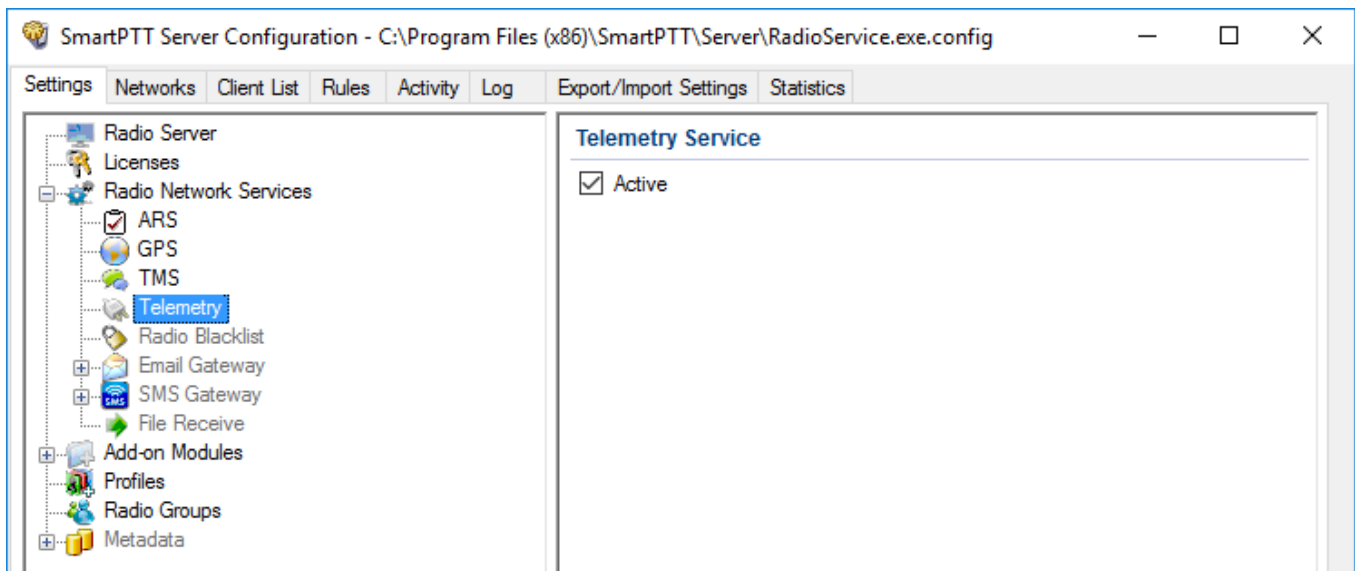 SmartPTT Server Configuration - C:\Program Files (x86)\SmartPTT\Server\RadioService.exe.config
Settings Networks Client List Rules Activity Log Export/Import Settings Statistics
Radio Server
Licenses
Radio Network Services
ARS
GPS
TMS
Telemetry
Radio Blacklist
Email Gateway
SMS Gateway
File Receive
Add-on Modules
Profiles
Radio Groups
Metadata
Telemetry Service
Active